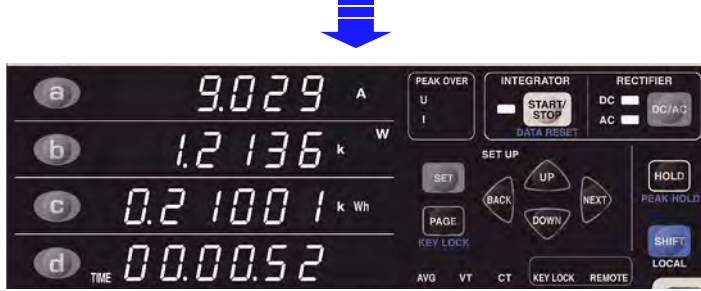 a 9.029 A
b 1.2136 k W
c 0.21001 k Wh
d TIME 00.00.52
PEAK OVER
U
I
INTEGRATOR
START/
STOP
DATA RESET
RECTIFIER
DC
AC
DC/AC
SET UP
SET
PAGE
KEY LOCK
UP
BACK
NEXT
DOWN
HOLD
PEAK HOLD
SHIFT
LOCAL
AVG VT CT KEY LOCK REMOTE